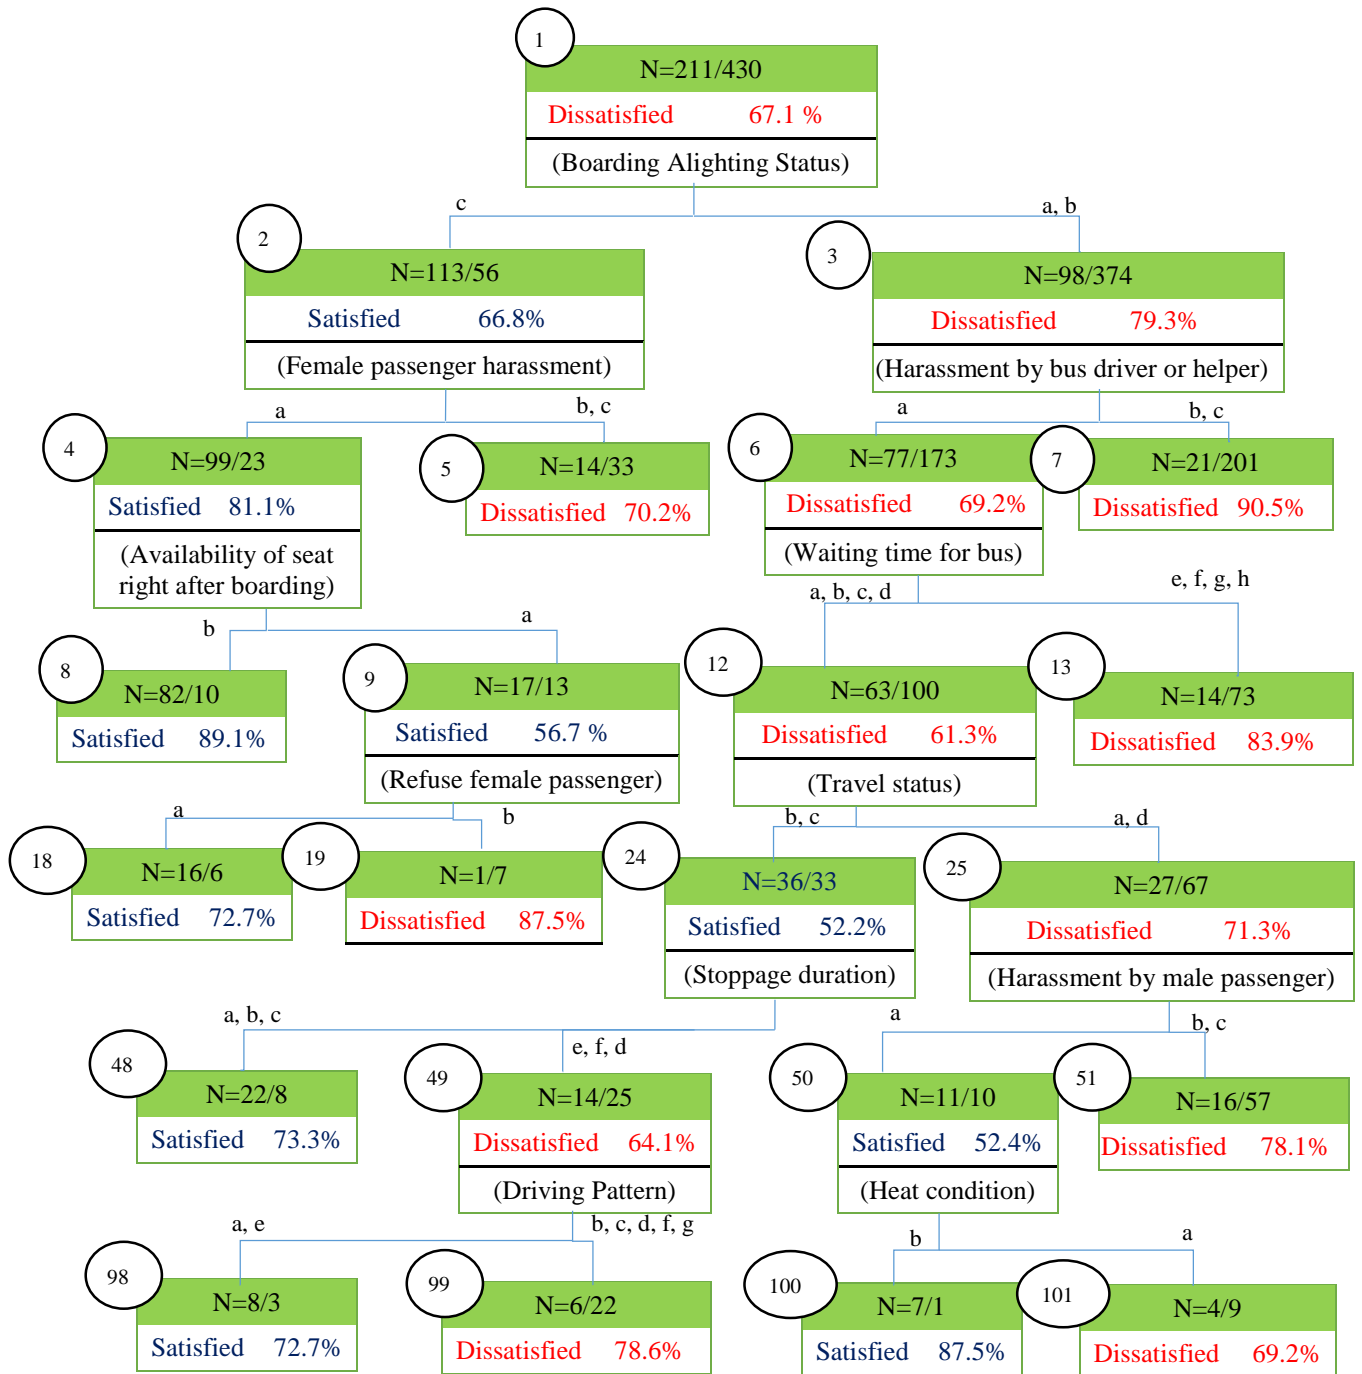 1
N=211/430
Dissatisfied 67.1 %
(Boarding Alighting Status)
c
a, b
2
N=113/56
Satisfied 66.8%
(Female passenger harassment)
3
N=98/374
Dissatisfied 79.3%
(Harassment by bus driver or helper)
a
b, c
a
b, c
4
N=99/23
Satisfied 81.1%
(Availability of seat
right after boarding)
5
N=14/33
Dissatisfied 70.2%
6
N=77/173
Dissatisfied 69.2%
(Waiting time for bus)
7
N=21/201
Dissatisfied 90.5%
b
a
a, b, c, d
e, f, g, h
8
N=82/10
Satisfied 89.1%
9
N=17/13
Satisfied 56.7 %
(Refuse female passenger)
12
N=63/100
Dissatisfied 61.3%
(Travel status)
13
N=14/73
Dissatisfied 83.9%
a
b
b, c
a, d
18
N=16/6
Satisfied 72.7%
19
N=1/7
Dissatisfied 87.5%
24
N=36/33
Satisfied 52.2%
(Stoppage duration)
25
N=27/67
Dissatisfied 71.3%
(Harassment by male passenger)
a, b, c
e, f, d
a
b, c
48
N=22/8
Satisfied 73.3%
49
N=14/25
Dissatisfied 64.1%
(Driving Pattern)
50
N=11/10
Satisfied 52.4%
(Heat condition)
51
N=16/57
Dissatisfied 78.1%
a, e
b, c, d, f, g
b
a
98
N=8/3
Satisfied 72.7%
99
N=6/22
Dissatisfied 78.6%
100
N=7/1
Satisfied 87.5%
101
N=4/9
Dissatisfied 69.2%